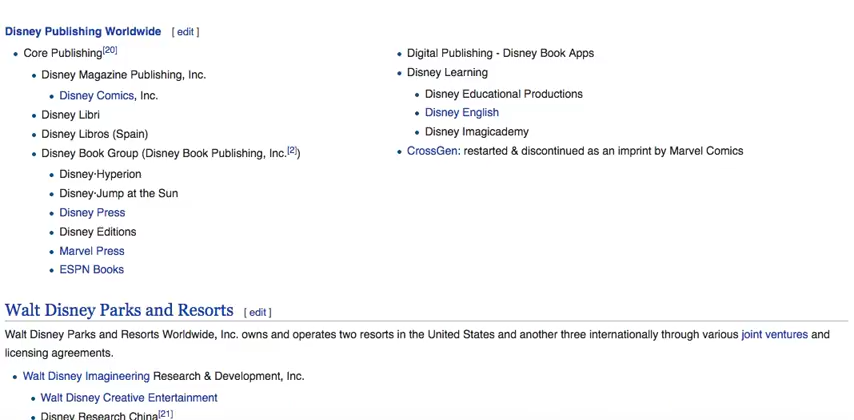 Disney Publishing Worldwide [ edit ]
Core Publishing[20]
Disney Magazine Publishing, Inc.
Disney Comics, Inc.
Disney Libri
Disney Libros (Spain)
Disney Book Group (Disney Book Publishing, Inc.[2])
Disney·Hyperion
Disney·Jump at the Sun
Disney Press
Disney Editions
Marvel Press
ESPN Books
Digital Publishing - Disney Book Apps
Disney Learning
Disney Educational Productions
Disney English
Disney Imagicademy
CrossGen: restarted & discontinued as an imprint by Marvel Comics
Walt Disney Parks and Resorts [ edit ]
Walt Disney Parks and Resorts Worldwide, Inc. owns and operates two resorts in the United States and another three internationally through various joint ventures and
licensing agreements.
Walt Disney Imagineering Research & Development, Inc.
Walt Disney Creative Entertainment
Disney Research China[21]